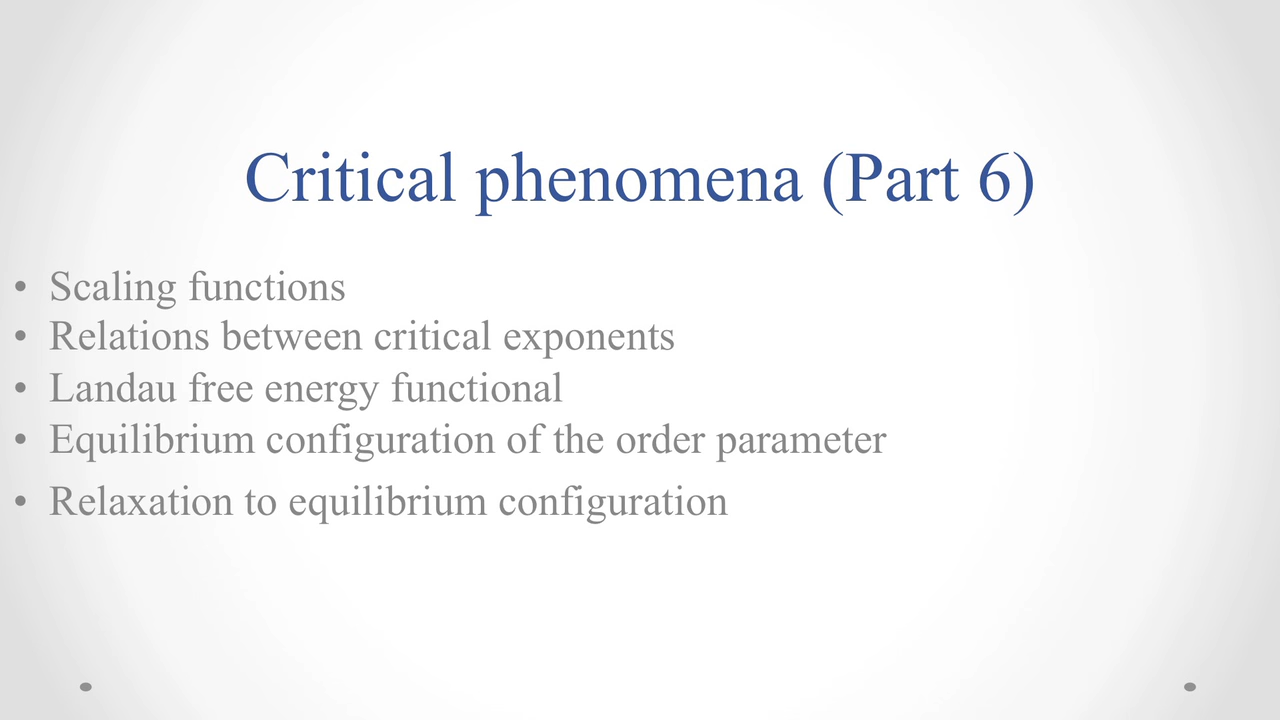 Critical phenomena (Part 6)
• Scaling functions
• Relations between critical exponents
• Landau free energy functional
• Equilibrium configuration of the order parameter
• Relaxation to equilibrium configuration